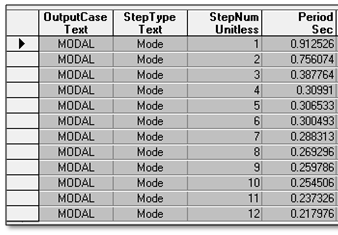 OutputCase StepType StepNum Period
Text Text Unitless Sec
MODAL Mode 1 0.912526
MODAL Mode 2 0.756074
MODAL Mode 3 0.387764
MODAL Mode 4 0.30991
MODAL Mode 5 0.306533
MODAL Mode 6 0.300493
MODAL Mode 7 0.288313
MODAL Mode 8 0.269296
MODAL Mode 9 0.259786
MODAL Mode 10 0.254506
MODAL Mode 11 0.237326
MODAL Mode 12 0.217976